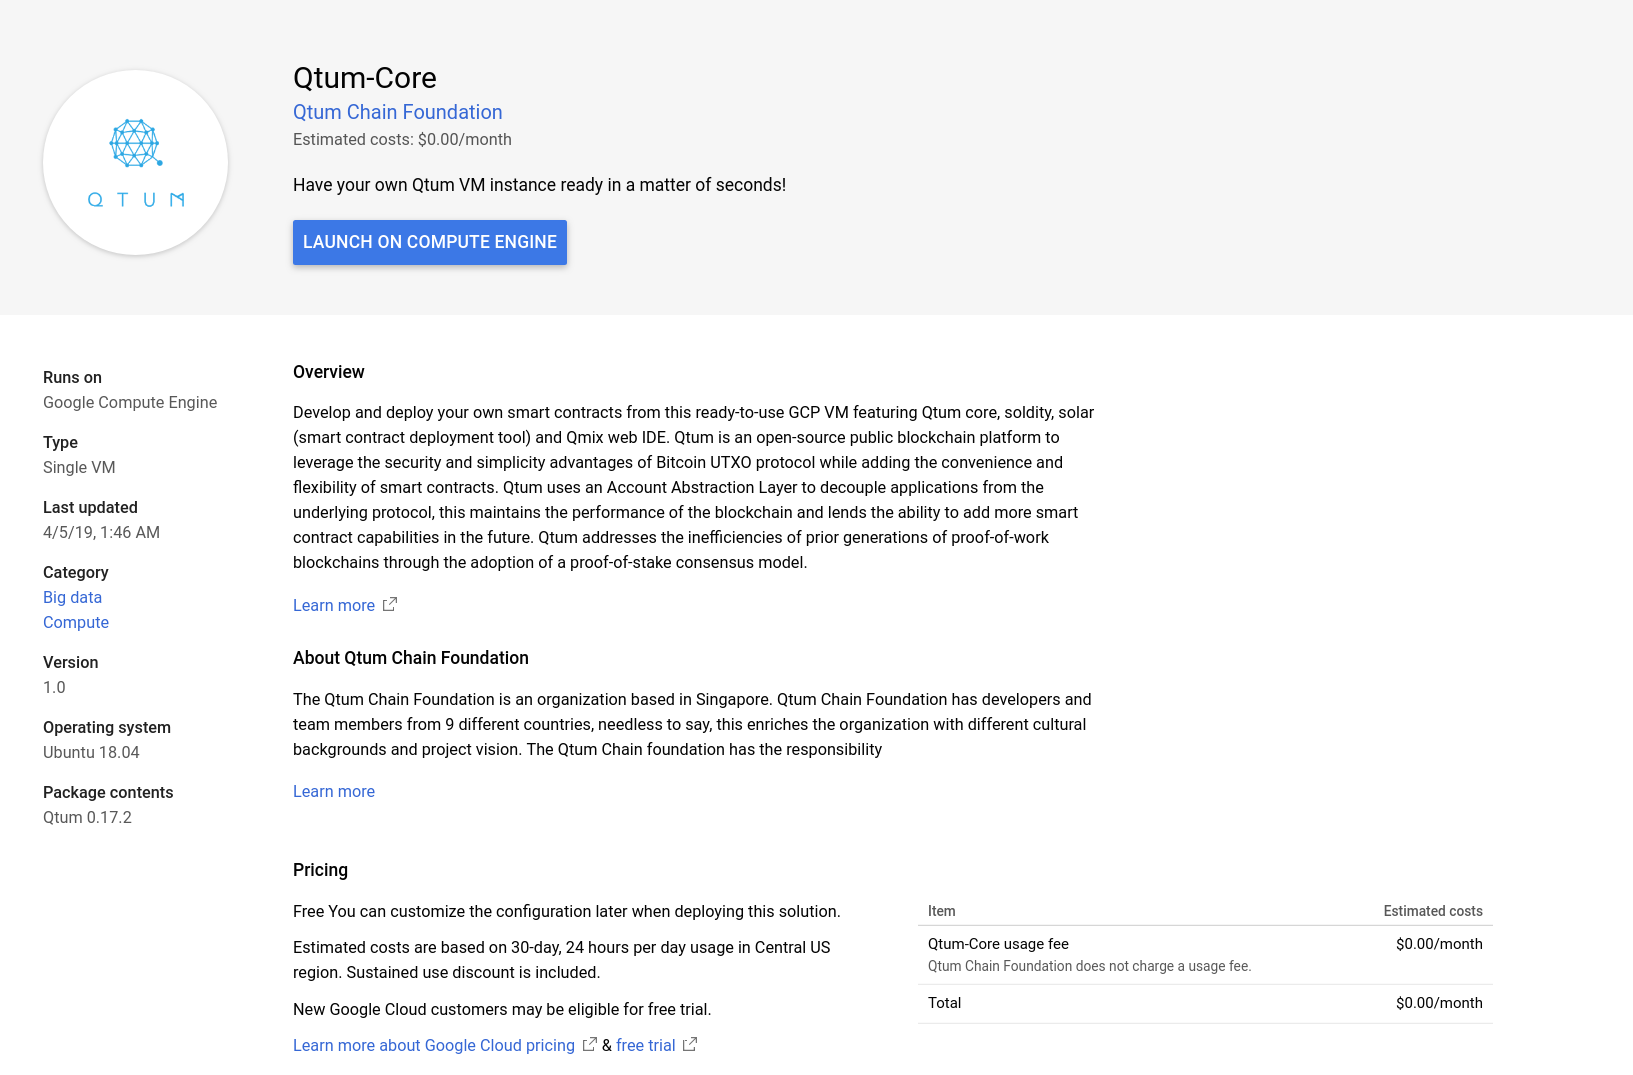 Qtum-Core
Qtum Chain Foundation
Estimated costs: $0.00/month
Have your own Qtum VM instance ready in a matter of seconds!
LAUNCH ON COMPUTE ENGINE
QTUM
Runs on
Google Compute Engine
Type
Single VM
Last updated
4/5/19, 1:46 AM
Category
Big data
Compute
Version
1.0
Operating system
Ubuntu 18.04
Package contents
Qtum 0.17.2
Overview
Develop and deploy your own smart contracts from this ready-to-use GCP VM featuring Qtum core, soldity, solar
(smart contract deployment tool) and Qmix web IDE. Qtum is an open-source public blockchain platform to
leverage the security and simplicity advantages of Bitcoin UTXO protocol while adding the convenience and
flexibility of smart contracts. Qtum uses an Account Abstraction Layer to decouple applications from the
underlying protocol, this maintains the performance of the blockchain and lends the ability to add more smart
contract capabilities in the future. Qtum addresses the inefficiencies of prior generations of proof-of-work
blockchains through the adoption of a proof-of-stake consensus model.
Learn more
About Qtum Chain Foundation
The Qtum Chain Foundation is an organization based in Singapore. Qtum Chain Foundation has developers and
team members from 9 different countries, needless to say, this enriches the organization with different cultural
backgrounds and project vision. The Qtum Chain foundation has the responsibility
Learn more
Pricing
Free You can customize the configuration later when deploying this solution.
Estimated costs are based on 30-day, 24 hours per day usage in Central US
region. Sustained use discount is included.
New Google Cloud customers may be eligible for free trial.
Learn more about Google Cloud pricing & free trial
Item Estimated costs
Qtum-Core usage fee $0.00/month
Qtum Chain Foundation does not charge a usage fee.
Total $0.00/month